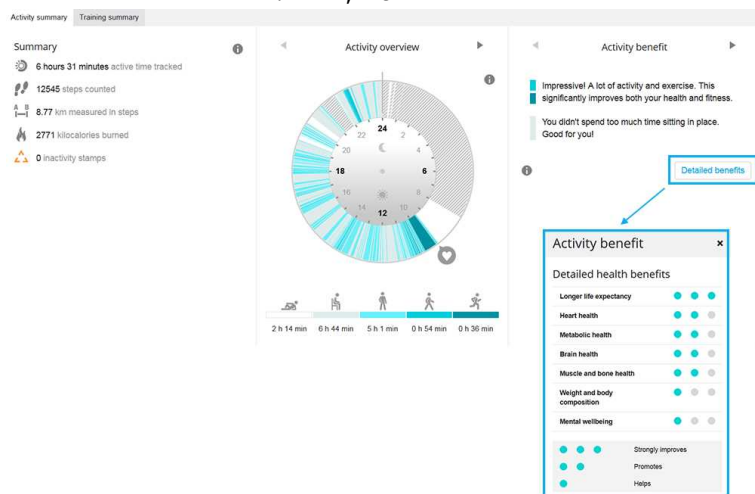 Activity summary Training summary
Summary
6 hours 31 minutes active time tracked
12545 steps counted
A B
8.77 km measured in steps
2771 kilocalories burned
0 inactivity stamps
Activity overview
24
22 2
20 4
18 6
16 8
14 10
12
2 h 14 min 6 h 44 min 5 h 1 min 0 h 54 min 0 h 36 min
Activity benefit
Impressive! A lot of activity and exercise. This
significantly improves both your health and fitness.
You didn't spend too much time sitting in place.
Good for you!
Detailed benefits
Activity benefit ×
Detailed health benefits
Longer life expectancy
Heart health
Metabolic health
Brain health
Muscle and bone health
Weight and body
composition
Mental wellbeing
Strongly improves
Promotes
Helps